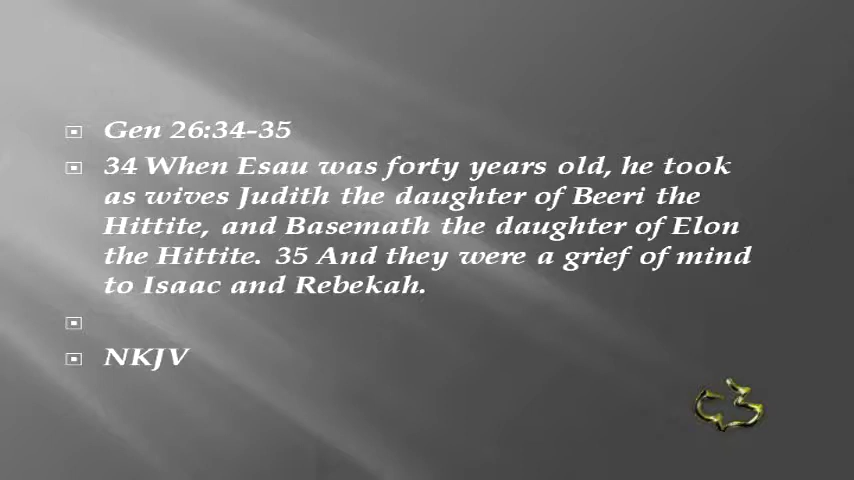 Gen 26:34-35
34 When Esau was forty years old, he took
as wives Judith the daughter of Beeri the
Hittite, and Basemath the daughter of Elon
the Hittite. 35 And they were a grief of mind
to Isaac and Rebekah.
NKJV
C3